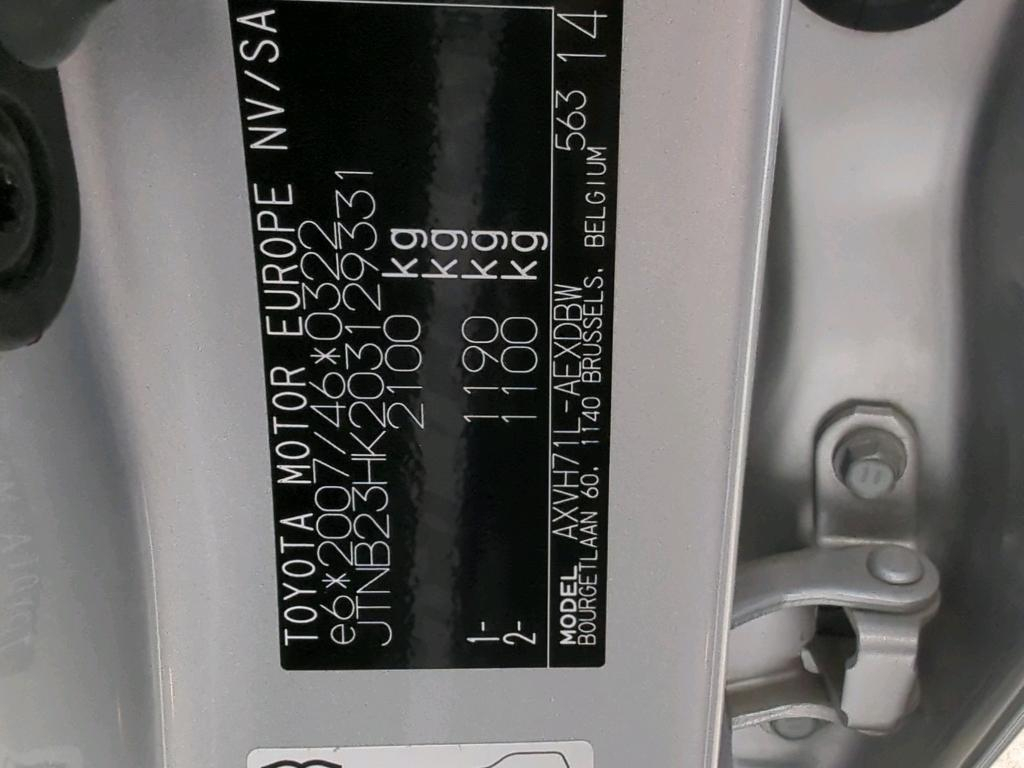 TOYOTA MOTOR EUROPE NV/SA
e6*2007/46*0322
JTNB23HK203129331
2100 kg
kg
1- 1190 kg
2- 1100 kg
MODEL AXVH71L-AEXDBW 563 14
BOURGETLAAN 60. 1140 BRUSSELS. BELGIUM